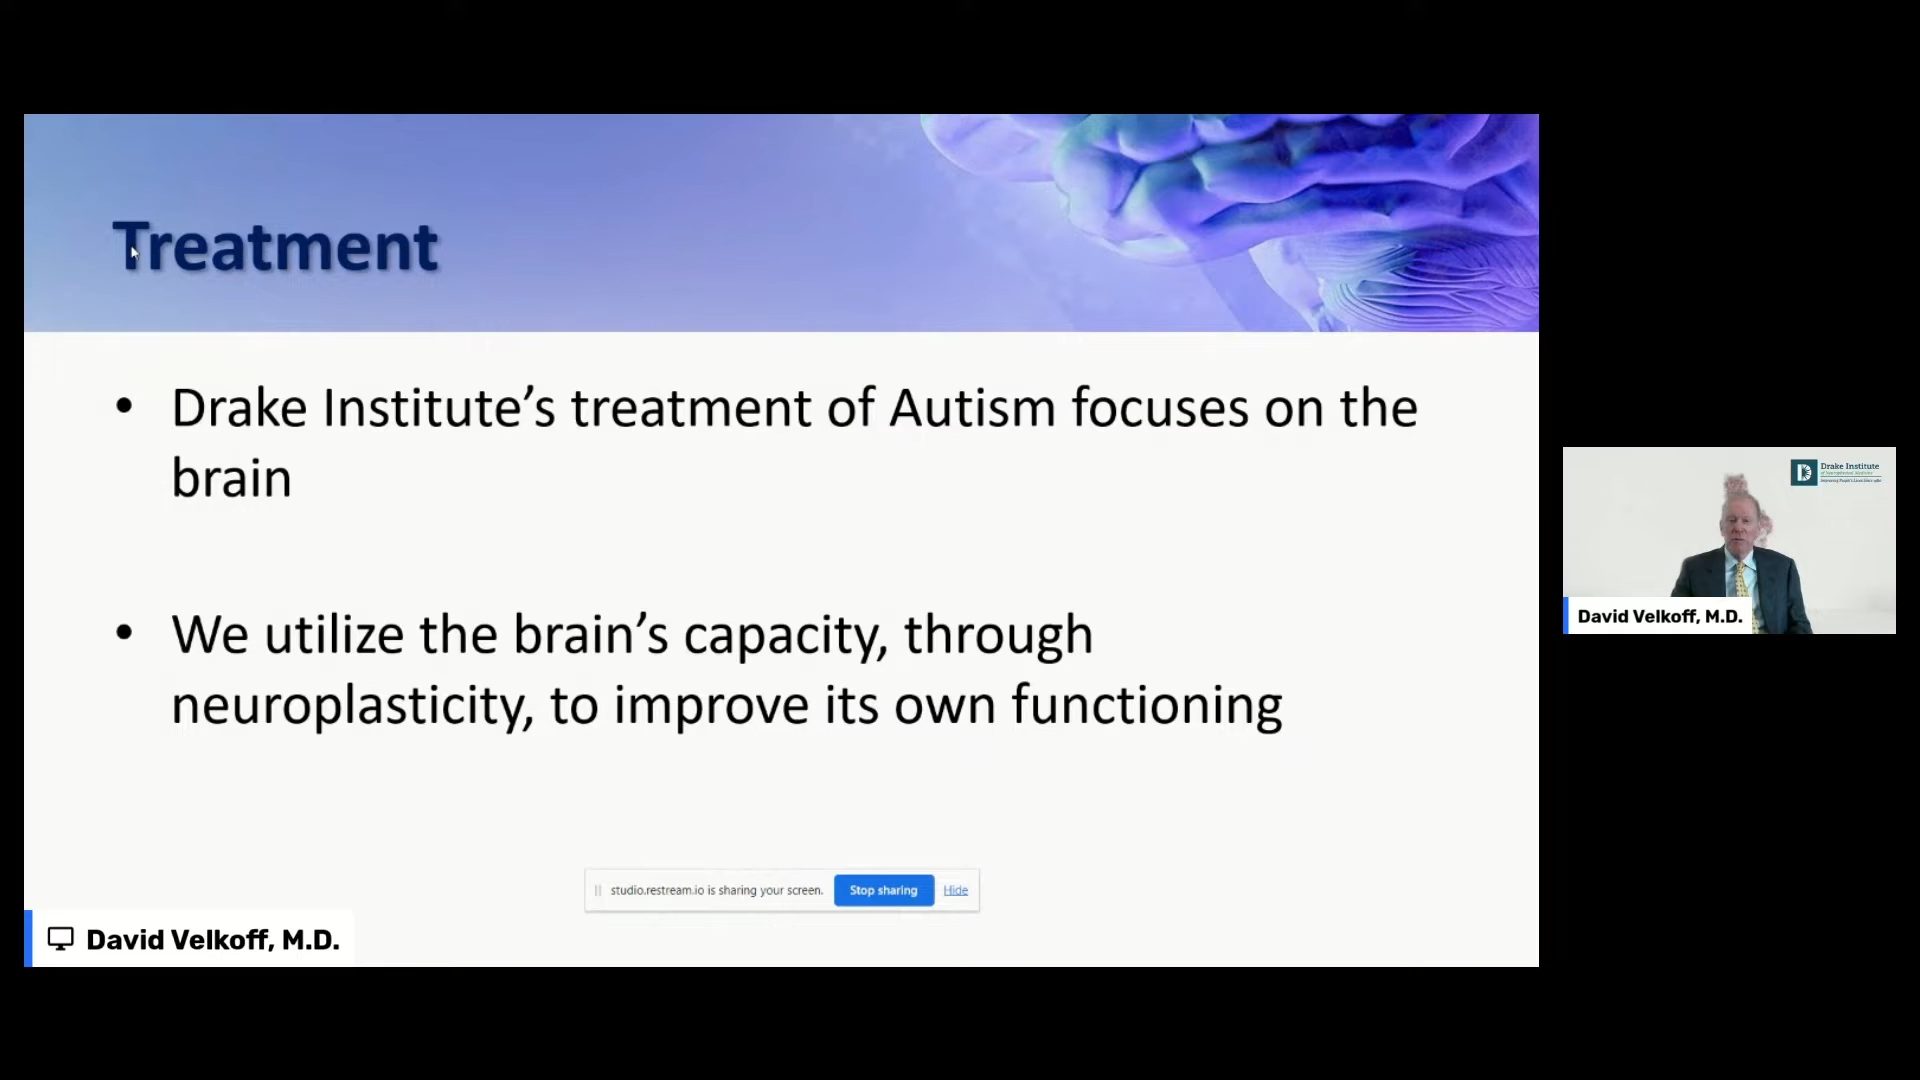 Treatment
• Drake Institute’s treatment of Autism focuses on the
brain
• We utilize the brain’s capacity, through
neuroplasticity, to improve its own functioning
studio.restream.io is sharing your screen. Stop sharing Hide
David Velkoff, M.D.
Drake Institute
David Velkoff, M.D.